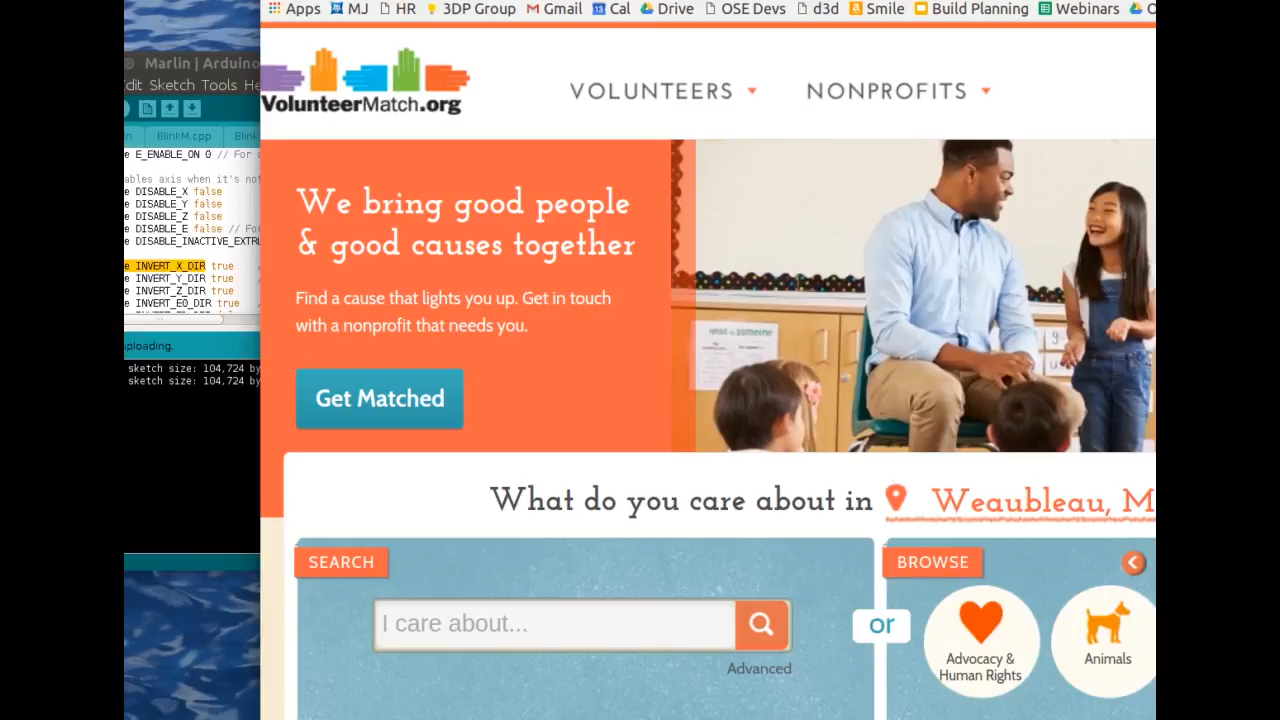 Apps MJ HR 3DP Group Gmail Cal Drive OSE Devs d3d Smile Build Planning Webinars
Marlin | Arduino
Edit Sketch Tools He
BlinkM.cpp Blink
E_ENABLE_ON 0 // For
ables axis when it's not
e DISABLE_X false
e DISABLE_Y false
e DISABLE_Z false
e DISABLE_E false // For
e DISABLE_INACTIVE_EXTRU
e INVERT_X_DIR true
e INVERT_Y_DIR true
e INVERT_Z_DIR true
e INVERT_E0_DIR true
uploading.
sketch size: 104,724 by
sketch size: 104,724 by
VolunteerMatch.org
VOLUNTEERS
NONPROFITS
We bring good people
& good causes together
Find a cause that lights you up. Get in touch
with a nonprofit that needs you.
Get Matched
What do you care about in Weaubleau, M
SEARCH
I care about...
Advanced
or
BROWSE
Advocacy &
Human Rights
Animals